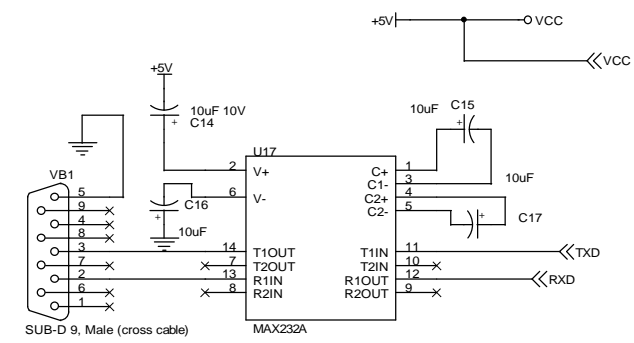 +5V
VCC
VCC
+5V
10uF 10V
+
C14
10uF
C15
+
U17
VB1
2
V+
C+
1
C1-
3
10uF
6
V-
C2+
4
C2-
5
C16
+
10uF
+
C17
5
9
4
8
3
7
2
6
1
14
T1OUT
T1IN
11
TXD
7
T2OUT
T2IN
10
13
R1IN
R1OUT
12
RXD
8
R2IN
R2OUT
9
SUB-D 9, Male (cross cable)
MAX232A